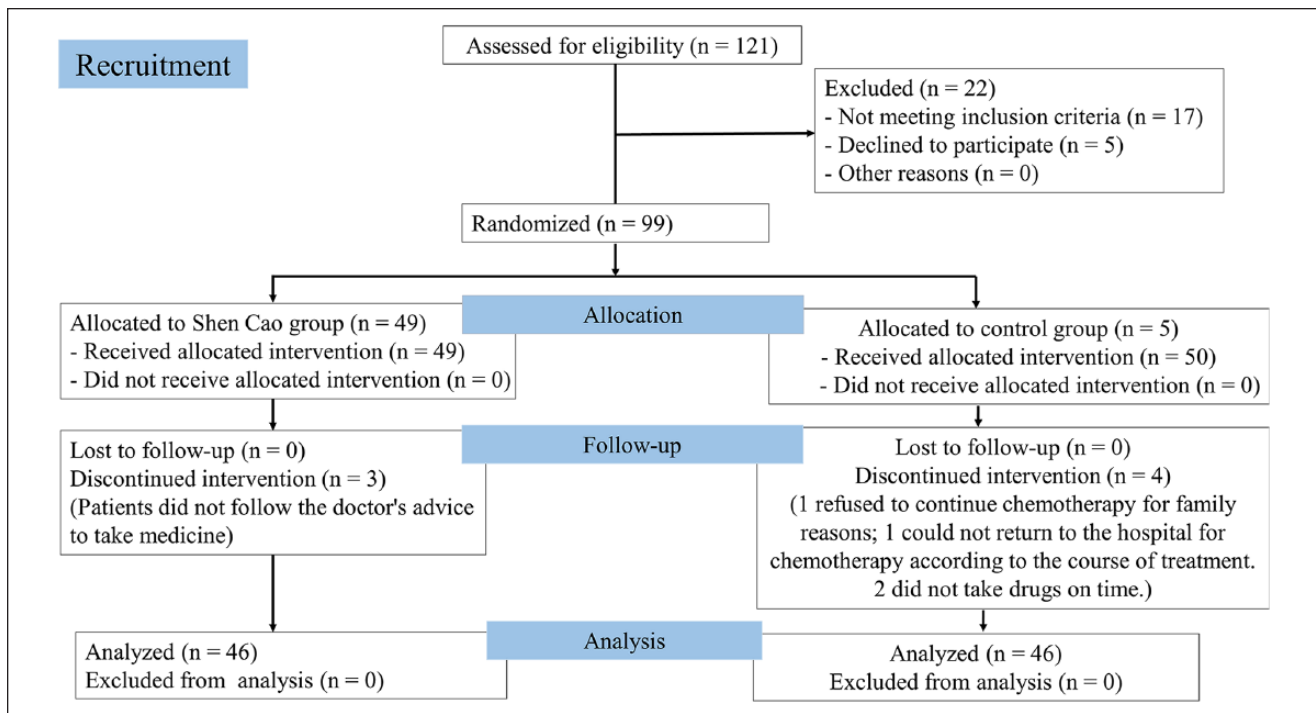 Recruitment
Assessed for eligibility (n = 121)
Excluded (n = 22)
- Not meeting inclusion criteria (n = 17)
- Declined to participate (n = 5)
- Other reasons (n = 0)
Randomized (n = 99)
Allocation
Allocated to Shen Cao group (n = 49)
- Received allocated intervention (n = 49)
- Did not receive allocated intervention (n = 0)
Allocated to control group (n = 5)
- Received allocated intervention (n = 50)
- Did not receive allocated intervention (n = 0)
Follow-up
Lost to follow-up (n = 0)
Discontinued intervention (n = 3)
(Patients did not follow the doctor's advice
to take medicine)
Lost to follow-up (n = 0)
Discontinued intervention (n = 4)
(1 refused to continue chemotherapy for family
reasons; 1 could not return to the hospital for
chemotherapy according to the course of treatment.
2 did not take drugs on time.)
Analysis
Analyzed (n = 46)
Excluded from analysis (n = 0)
Analyzed (n = 46)
Excluded from analysis (n = 0)